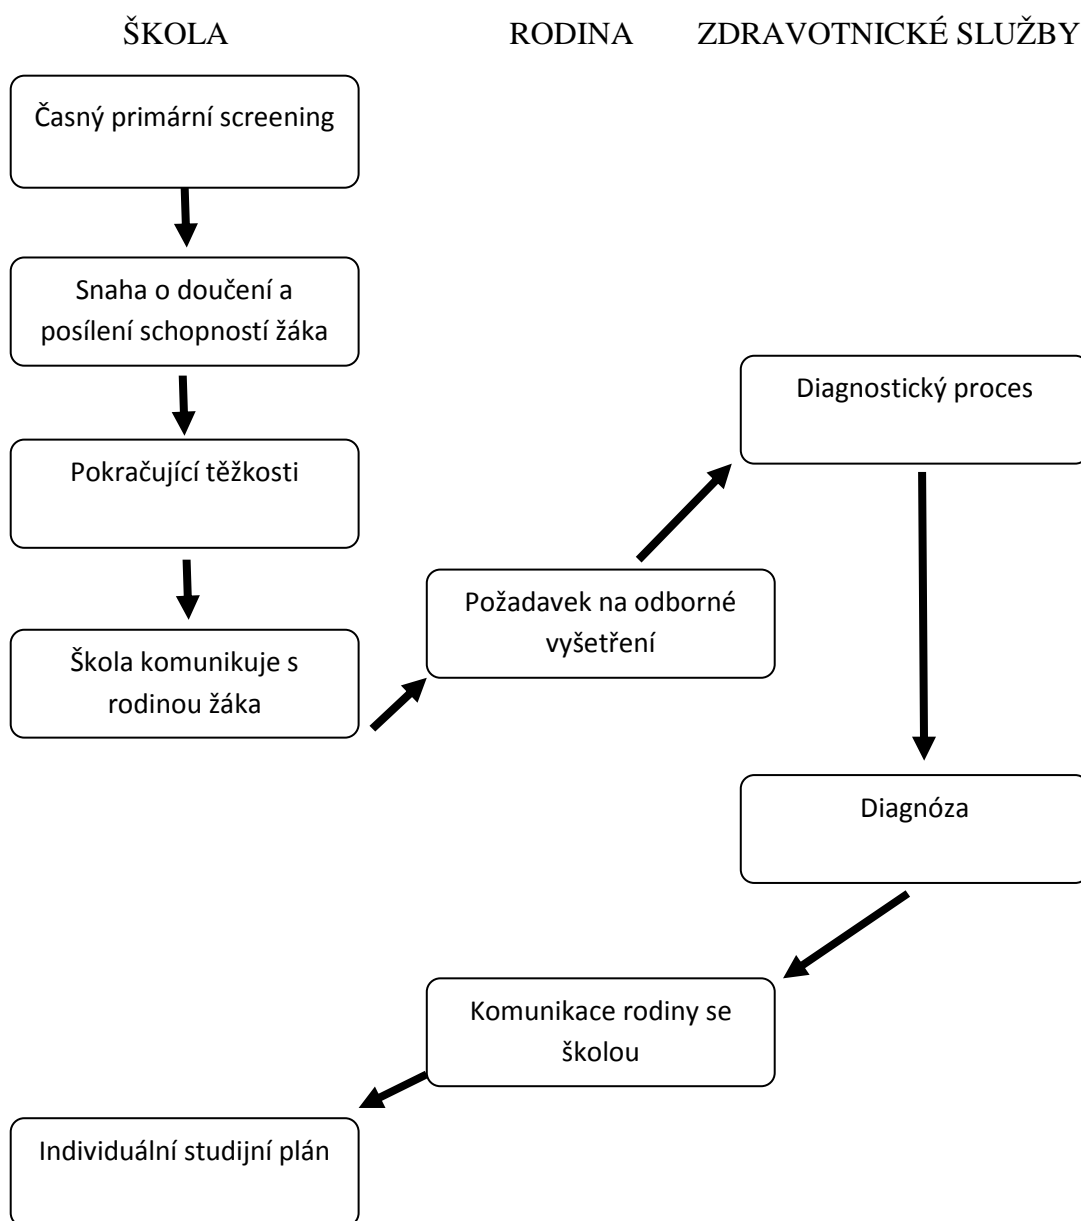 ŠKOLA
RODINA
ZDRAVOTNICKÉ SLUŽBY
Časný primární screening
Snaha o doučení a
posílení schopností žáka
Pokračující těžkosti
Škola komunikuje s
rodinou žáka
Požadavek na odborné
vyšetření
Diagnostický proces
Diagnóza
Komunikace rodiny se
školou
Individuální studijní plán